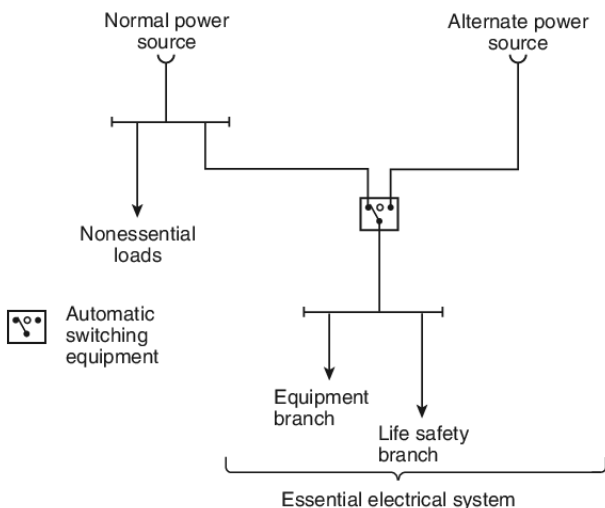 Normal power
source
Alternate power
source
Nonessential
loads
Automatic
switching
equipment
Equipment
branch
Life safety
branch
Essential electrical system